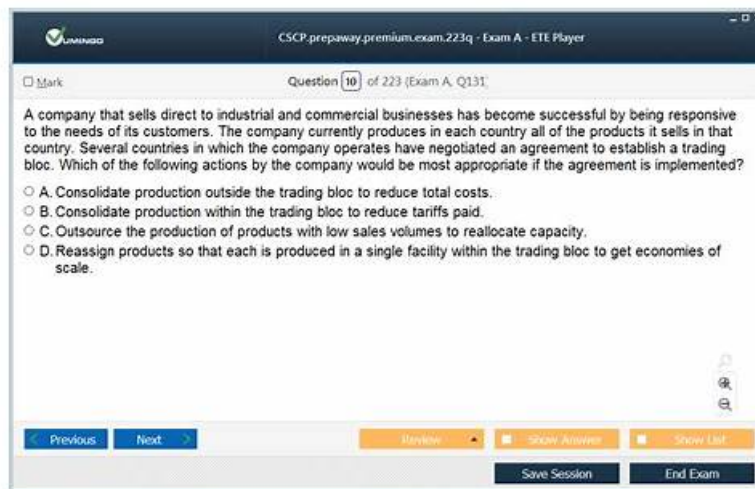 VUMINGO
CSCP.prepaway.premium.exam.223q - Exam A - ETE Player
Mark
Question 10 of 223 (Exam A, Q131)
A company that sells direct to industrial and commercial businesses has become successful by being responsive
to the needs of its customers. The company currently produces in each country all of the products it sells in that
country. Several countries in which the company operates have negotiated an agreement to establish a trading
bloc. Which of the following actions by the company would be most appropriate if the agreement is implemented?
A. Consolidate production outside the trading bloc to reduce total costs.
B. Consolidate production within the trading bloc to reduce tariffs paid.
C. Outsource the production of products with low sales volumes to reallocate capacity.
D. Reassign products so that each is produced in a single facility within the trading bloc to get economies of
scale.
Previous Next Review Show Answer Show List
Save Session End Exam